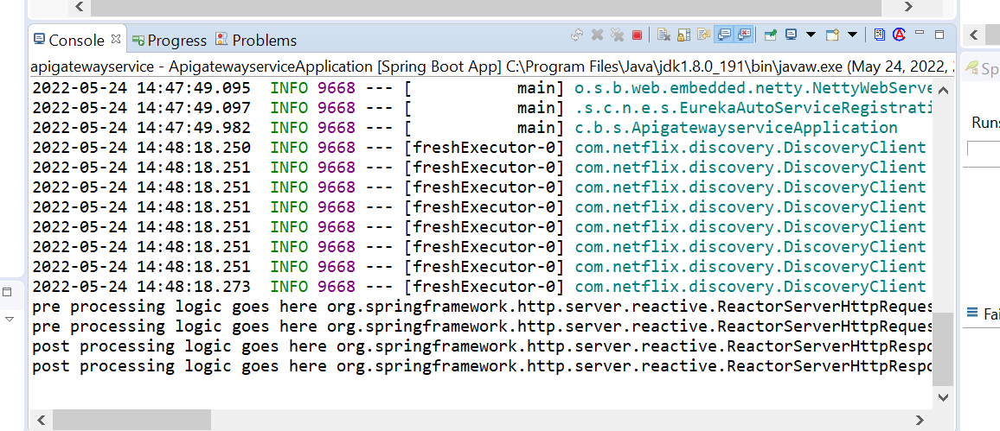 Console Progress Problems
apigatewayservice - ApigatewayserviceApplication [Spring Boot App] C:\Program Files\Java\jdk1.8.0_191\bin\javaw.exe (May 24, 2022,
2022-05-24 14:47:49.095 INFO 9668 --- [ main] o.s.b.web.embedded.netty.NettyWebServe
2022-05-24 14:47:49.097 INFO 9668 --- [ main] .s.c.n.e.s.EurekaAutoServiceRegistrati
2022-05-24 14:47:49.982 INFO 9668 --- [ main] c.b.s.ApigatewayserviceApplication
2022-05-24 14:48:18.250 INFO 9668 --- [freshExecutor-0] com.netflix.discovery.DiscoveryClient
2022-05-24 14:48:18.251 INFO 9668 --- [freshExecutor-0] com.netflix.discovery.DiscoveryClient
2022-05-24 14:48:18.251 INFO 9668 --- [freshExecutor-0] com.netflix.discovery.DiscoveryClient
2022-05-24 14:48:18.251 INFO 9668 --- [freshExecutor-0] com.netflix.discovery.DiscoveryClient
2022-05-24 14:48:18.251 INFO 9668 --- [freshExecutor-0] com.netflix.discovery.DiscoveryClient
2022-05-24 14:48:18.251 INFO 9668 --- [freshExecutor-0] com.netflix.discovery.DiscoveryClient
2022-05-24 14:48:18.251 INFO 9668 --- [freshExecutor-0] com.netflix.discovery.DiscoveryClient
2022-05-24 14:48:18.273 INFO 9668 --- [freshExecutor-0] com.netflix.discovery.DiscoveryClient
pre processing logic goes here org.springframework.http.server.reactive.ReactorServerHttpReques
pre processing logic goes here org.springframework.http.server.reactive.ReactorServerHttpReques
post processing logic goes here org.springframework.http.server.reactive.ReactorServerHttpRespo
post processing logic goes here org.springframework.http.server.reactive.ReactorServerHttpRespo
Sp
Runs
Fai